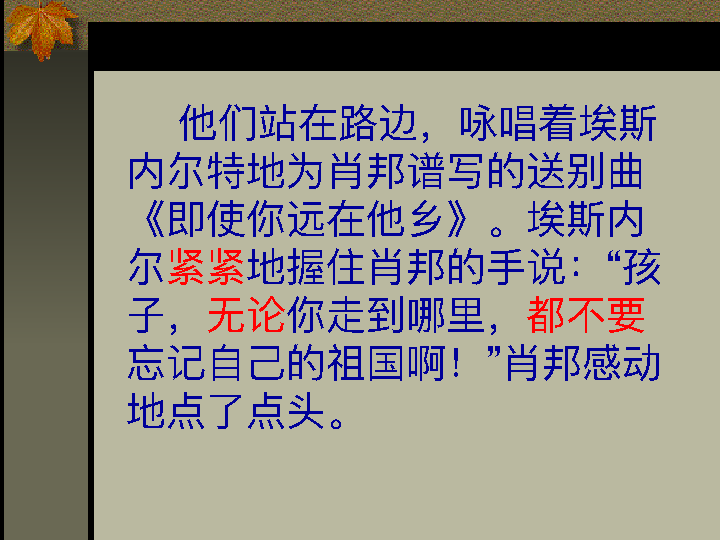 他们站在路边，咏唱着埃斯
内尔特地为肖邦谱写的送别曲
《即使你远在他乡》。埃斯内
尔紧紧地握住肖邦的手说：“孩
子，无论你走到哪里，都不要
忘记自己的祖国啊！”肖邦感动
地点了点头。